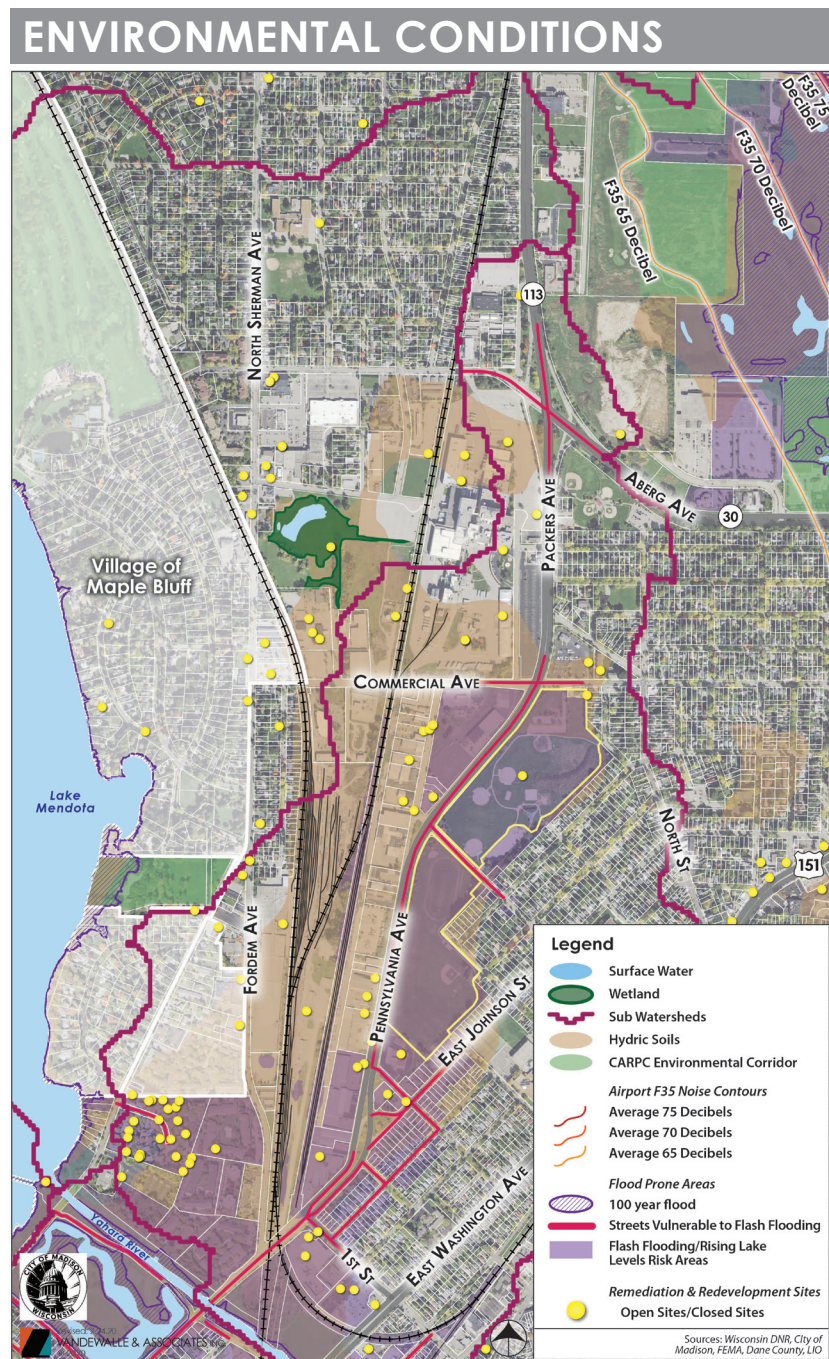 ENVIRONMENTAL CONDITIONS
F35 75
Decibel
F35 70 Decibel
F35 65 Decibel
NORTH SHERMAN AVE
113
PACKERS AVE
ABERG AVE
30
Village of
Maple Bluff
COMMERCIAL AVE
Lake
Mendota
NORTH ST
151
FORDEM AVE
PENNSYLVANIA AVE
EAST JOHNSON ST
Yahara River
1ST ST
EAST WASHINGTON AVE
CITY OF MADISON
WISCONSIN
VANDEWALLE & ASSOCIATES INC.
Legend
Surface Water
Wetland
Sub Watersheds
Hydric Soils
CARPC Environmental Corridor
Airport F35 Noise Contours
Average 75 Decibels
Average 70 Decibels
Average 65 Decibels
Flood Prone Areas
100 year flood
Streets Vulnerable to Flash Flooding
Flash Flooding/Rising Lake
Levels Risk Areas
Remediation & Redevelopment Sites
Open Sites/Closed Sites
Sources: Wisconsin DNR, City of
Madison, FEMA, Dane County, LIO